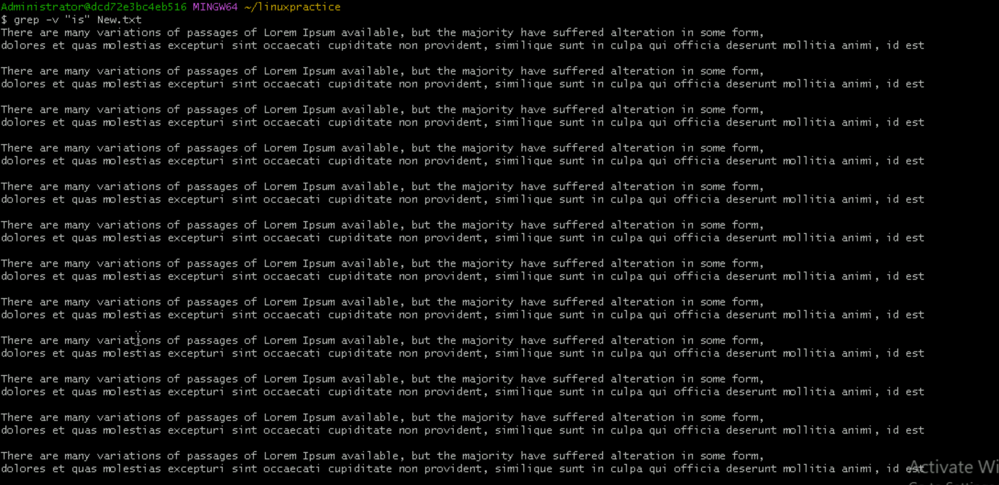 Administrator@dcd72e3bc4eb516 MINGW64 ~/linuxpractice
$ grep -v "is" New.txt
There are many variations of passages of Lorem Ipsum available, but the majority have suffered alteration in some form,
dolores et quas molestias excepturi sint occaecati cupiditate non provident, similique sunt in culpa qui officia deserunt mollitia animi, id est
There are many variations of passages of Lorem Ipsum available, but the majority have suffered alteration in some form,
dolores et quas molestias excepturi sint occaecati cupiditate non provident, similique sunt in culpa qui officia deserunt mollitia animi, id est
There are many variations of passages of Lorem Ipsum available, but the majority have suffered alteration in some form,
dolores et quas molestias excepturi sint occaecati cupiditate non provident, similique sunt in culpa qui officia deserunt mollitia animi, id est
There are many variations of passages of Lorem Ipsum available, but the majority have suffered alteration in some form,
dolores et quas molestias excepturi sint occaecati cupiditate non provident, similique sunt in culpa qui officia deserunt mollitia animi, id est
There are many variations of passages of Lorem Ipsum available, but the majority have suffered alteration in some form,
dolores et quas molestias excepturi sint occaecati cupiditate non provident, similique sunt in culpa qui officia deserunt mollitia animi, id est
There are many variations of passages of Lorem Ipsum available, but the majority have suffered alteration in some form,
dolores et quas molestias excepturi sint occaecati cupiditate non provident, similique sunt in culpa qui officia deserunt mollitia animi, id est
There are many variations of passages of Lorem Ipsum available, but the majority have suffered alteration in some form,
dolores et quas molestias excepturi sint occaecati cupiditate non provident, similique sunt in culpa qui officia deserunt mollitia animi, id est
There are many variations of passages of Lorem Ipsum available, but the majority have suffered alteration in some form,
dolores et quas molestias excepturi sint occaecati cupiditate non provident, similique sunt in culpa qui officia deserunt mollitia animi, id est
There are many variations of passages of Lorem Ipsum available, but the majority have suffered alteration in some form,
dolores et quas molestias excepturi sint occaecati cupiditate non provident, similique sunt in culpa qui officia deserunt mollitia animi, id est
There are many variations of passages of Lorem Ipsum available, but the majority have suffered alteration in some form,
dolores et quas molestias excepturi sint occaecati cupiditate non provident, similique sunt in culpa qui officia deserunt mollitia animi, id est
There are many variations of passages of Lorem Ipsum available, but the majority have suffered alteration in some form,
dolores et quas molestias excepturi sint occaecati cupiditate non provident, similique sunt in culpa qui officia deserunt mollitia animi, id est
There are many variations of passages of Lorem Ipsum available, but the majority have suffered alteration in some form,
dolores et quas molestias excepturi sint occaecati cupiditate non provident, similique sunt in culpa qui officia deserunt mollitia animi, id est
Activate Wi